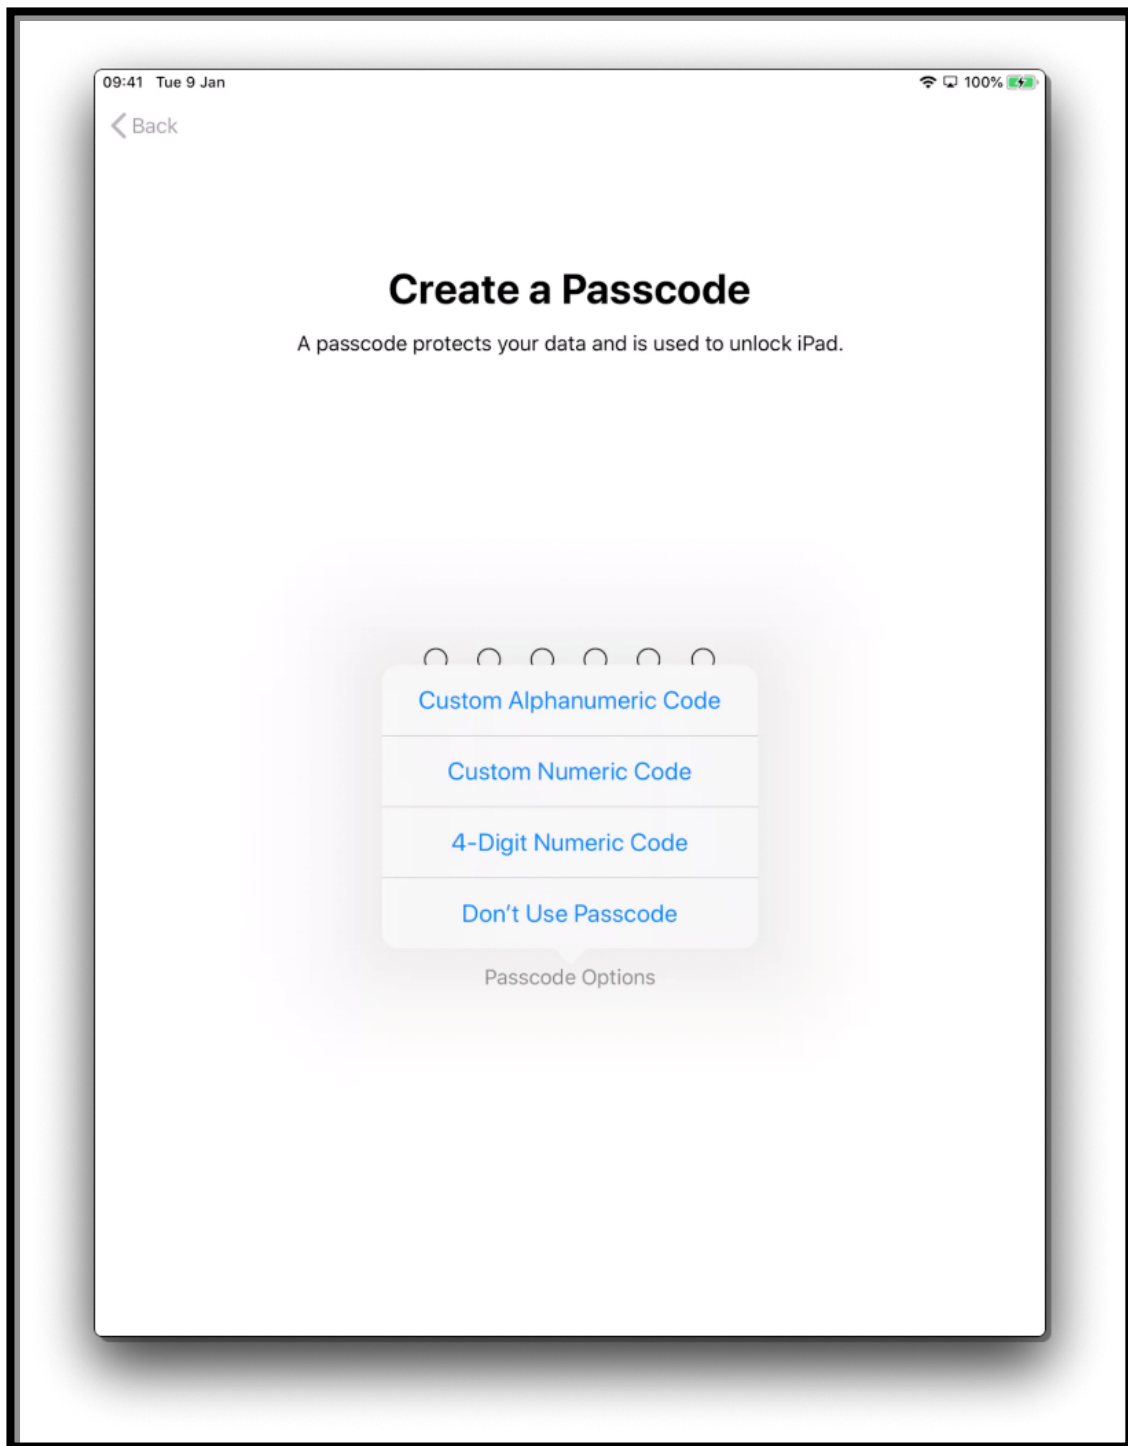 09:41 Tue 9 Jan 100%
Back
Create a Passcode
A passcode protects your data and is used to unlock iPad.
Custom Alphanumeric Code
Custom Numeric Code
4-Digit Numeric Code
Don’t Use Passcode
Passcode Options